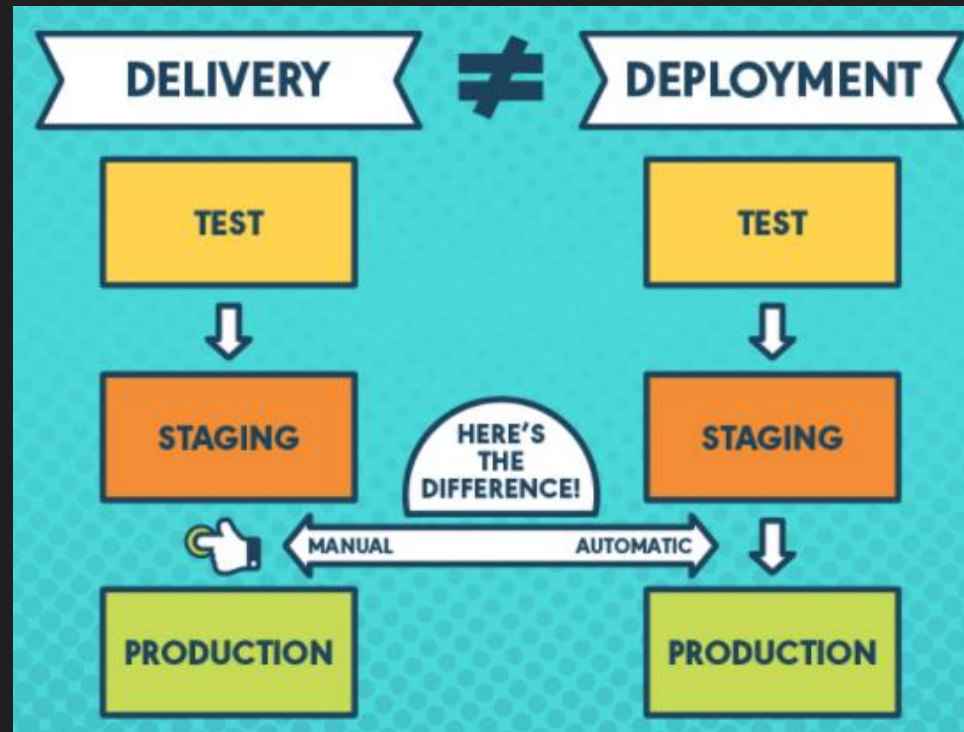 DELIVERY ≠ DEPLOYMENT
TEST
TEST
STAGING
HERE'S
THE
DIFFERENCE!
STAGING
MANUAL
AUTOMATIC
PRODUCTION
PRODUCTION